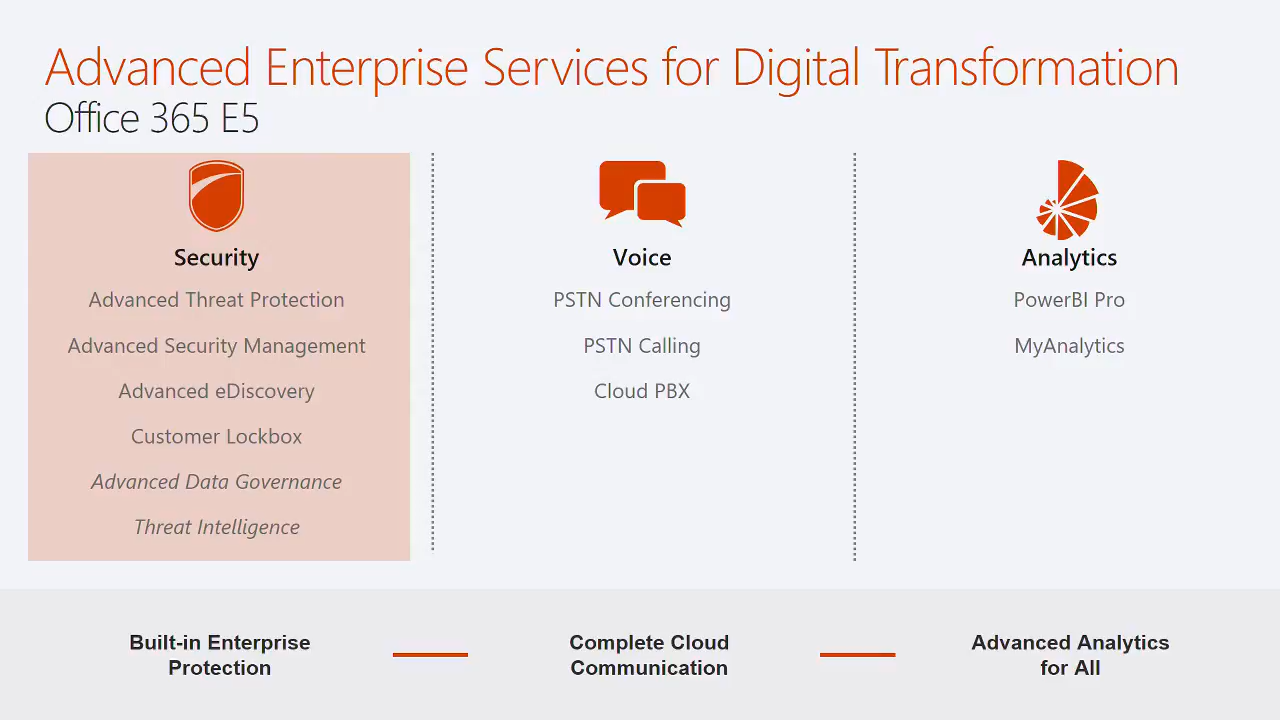 Advanced Enterprise Services for Digital Transformation
Office 365 E5
Security
Advanced Threat Protection
Advanced Security Management
Advanced eDiscovery
Customer Lockbox
Advanced Data Governance
Threat Intelligence
Voice
PSTN Conferencing
PSTN Calling
Cloud PBX
Analytics
PowerBI Pro
MyAnalytics
Built-in Enterprise
Protection
Complete Cloud
Communication
Advanced Analytics
for All